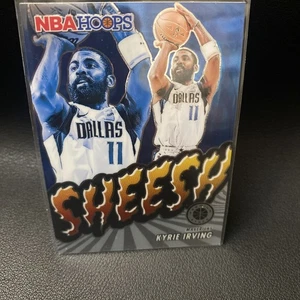 NBA HOOPS
DALLAS
11
DALLAS
11
SHEESH
KYRIE IRVING